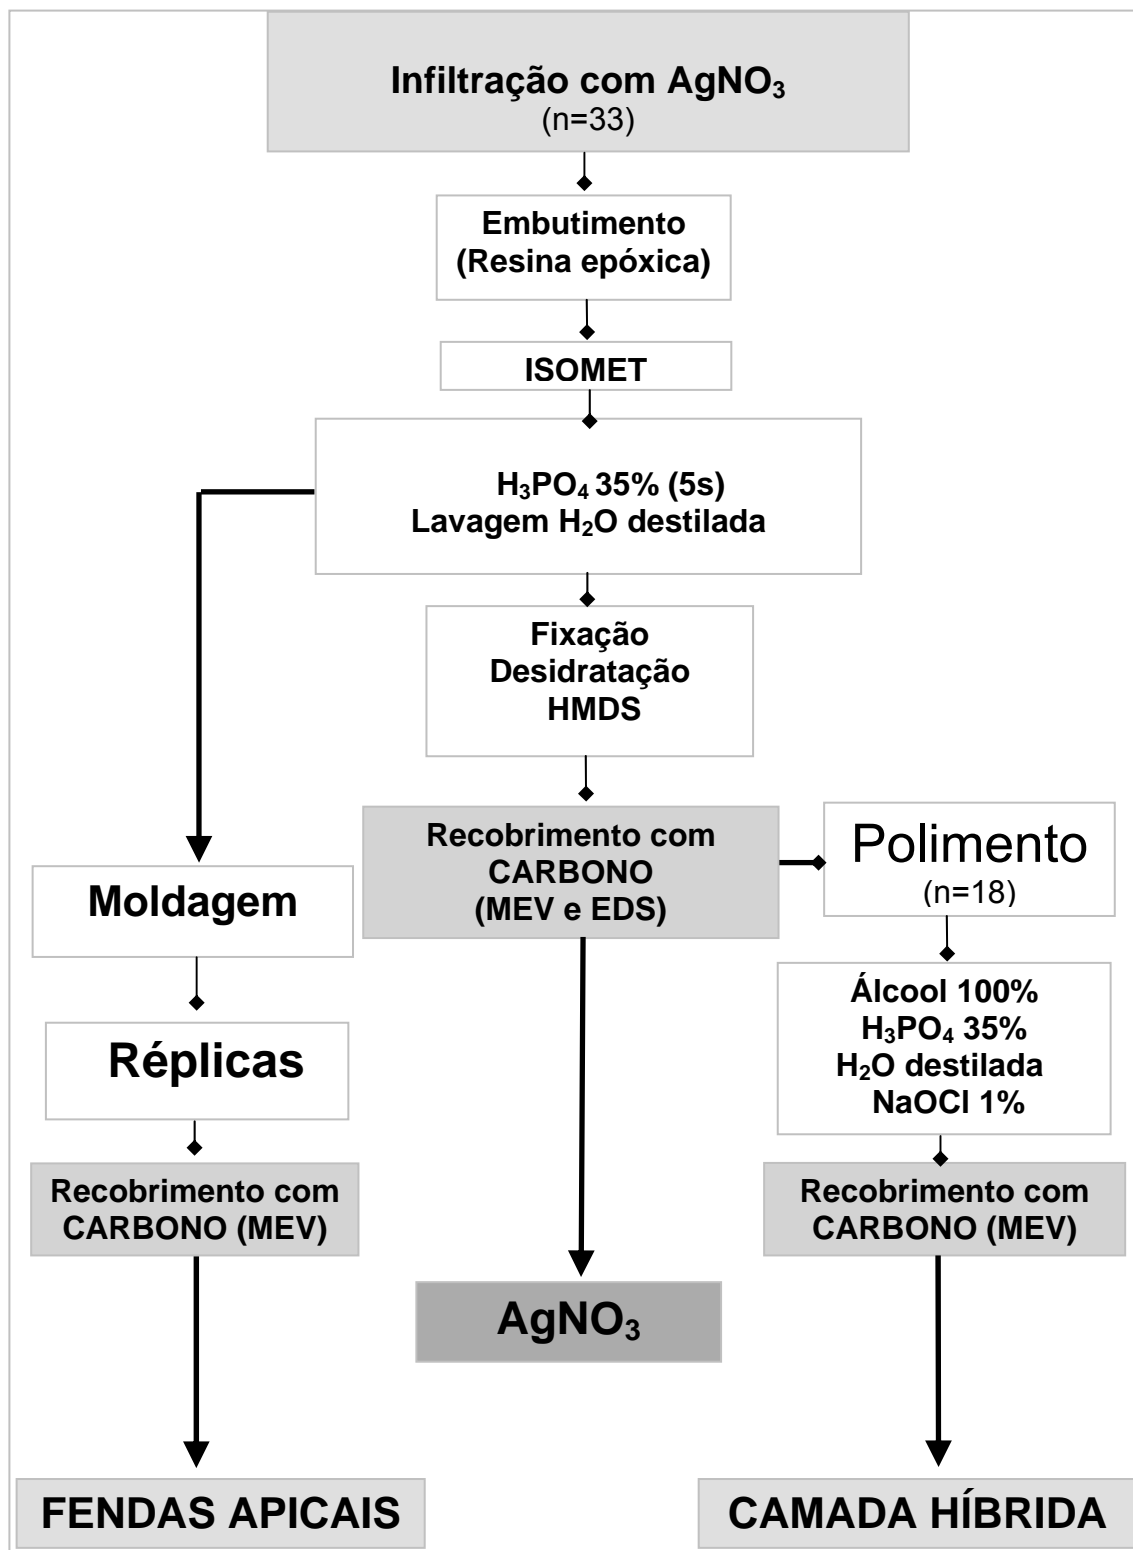 Infiltração com AgNO₃
(n=33)
Embutimento
(Resina epóxica)
ISOMET
H₃PO₄ 35% (5s)
Lavagem H₂O destilada
Fixação
Desidratação
HMDS
Recobrimento com
CARBONO
(MEV e EDS)
Polimento
(n=18)
Moldagem
Álcool 100%
H₃PO₄ 35%
H₂O destilada
NaOCl 1%
Réplicas
Recobrimento com
CARBONO (MEV)
Recobrimento com
CARBONO (MEV)
AgNO₃
FENDAS APICAIS
CAMADA HÍBRIDA